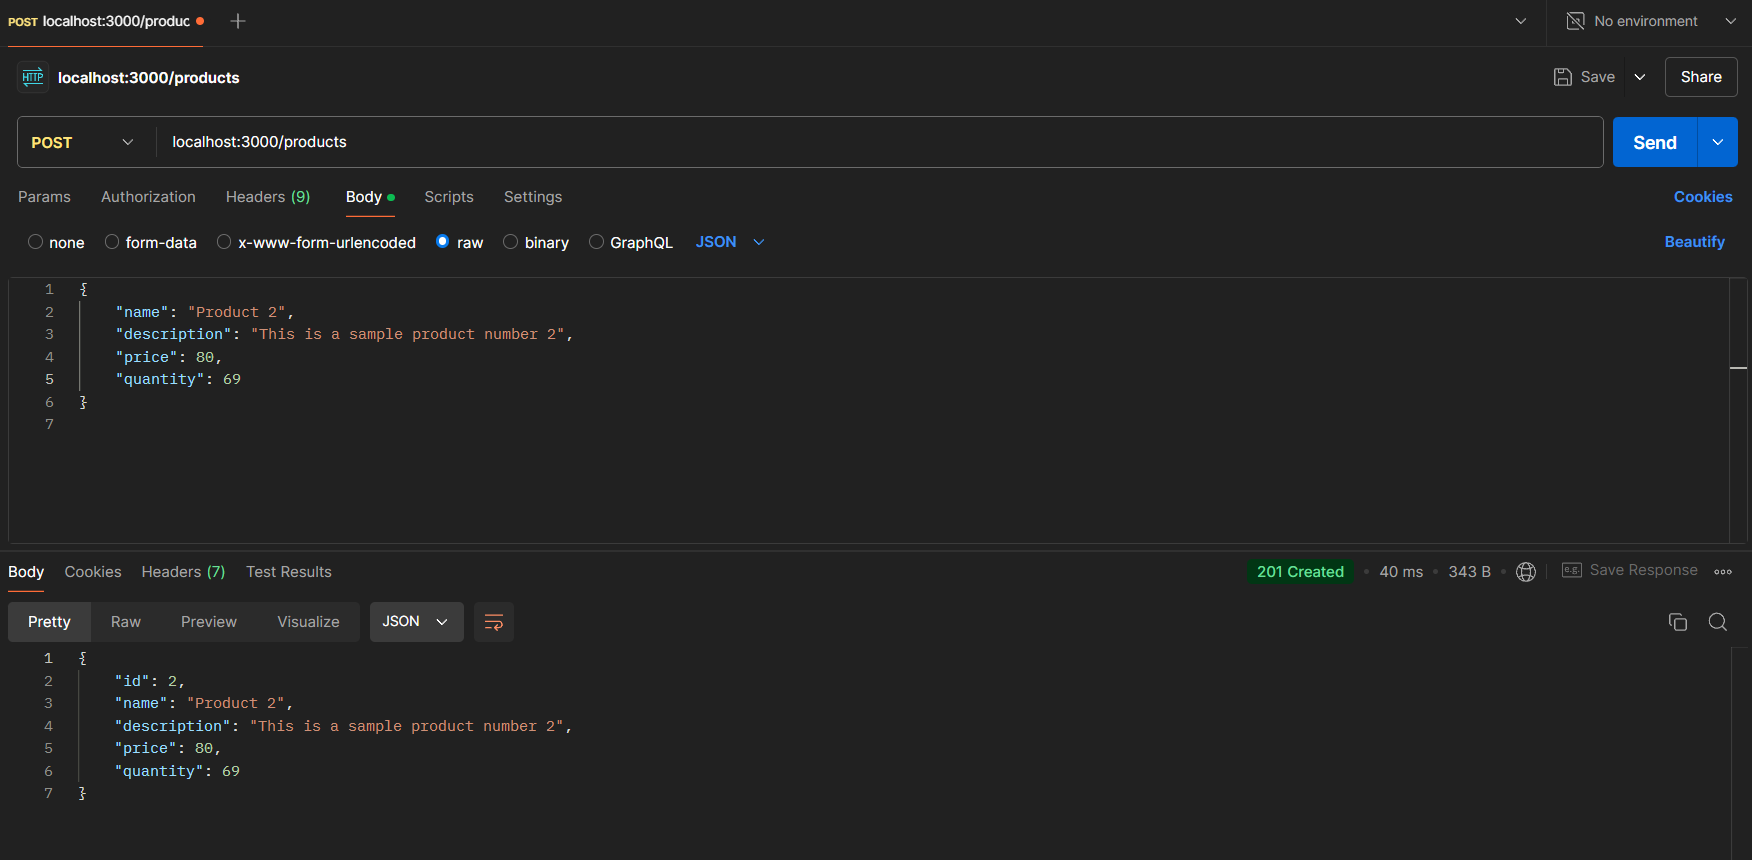 POST localhost:3000/produc
No environment
HTTP localhost:3000/products
Save
Share
POST
localhost:3000/products
Send
Params
Authorization
Headers (9)
Body
Scripts
Settings
Cookies
none
form-data
x-www-form-urlencoded
raw
binary
GraphQL
JSON
Beautify
1 {
2 "name": "Product 2",
3 "description": "This is a sample product number 2",
4 "price": 80,
5 "quantity": 69
6 }
7
Body
Cookies
Headers (7)
Test Results
201 Created
40 ms
343 B
e.g. Save Response
Pretty
Raw
Preview
Visualize
JSON
1 {
2 "id": 2,
3 "name": "Product 2",
4 "description": "This is a sample product number 2",
5 "price": 80,
6 "quantity": 69
7 }